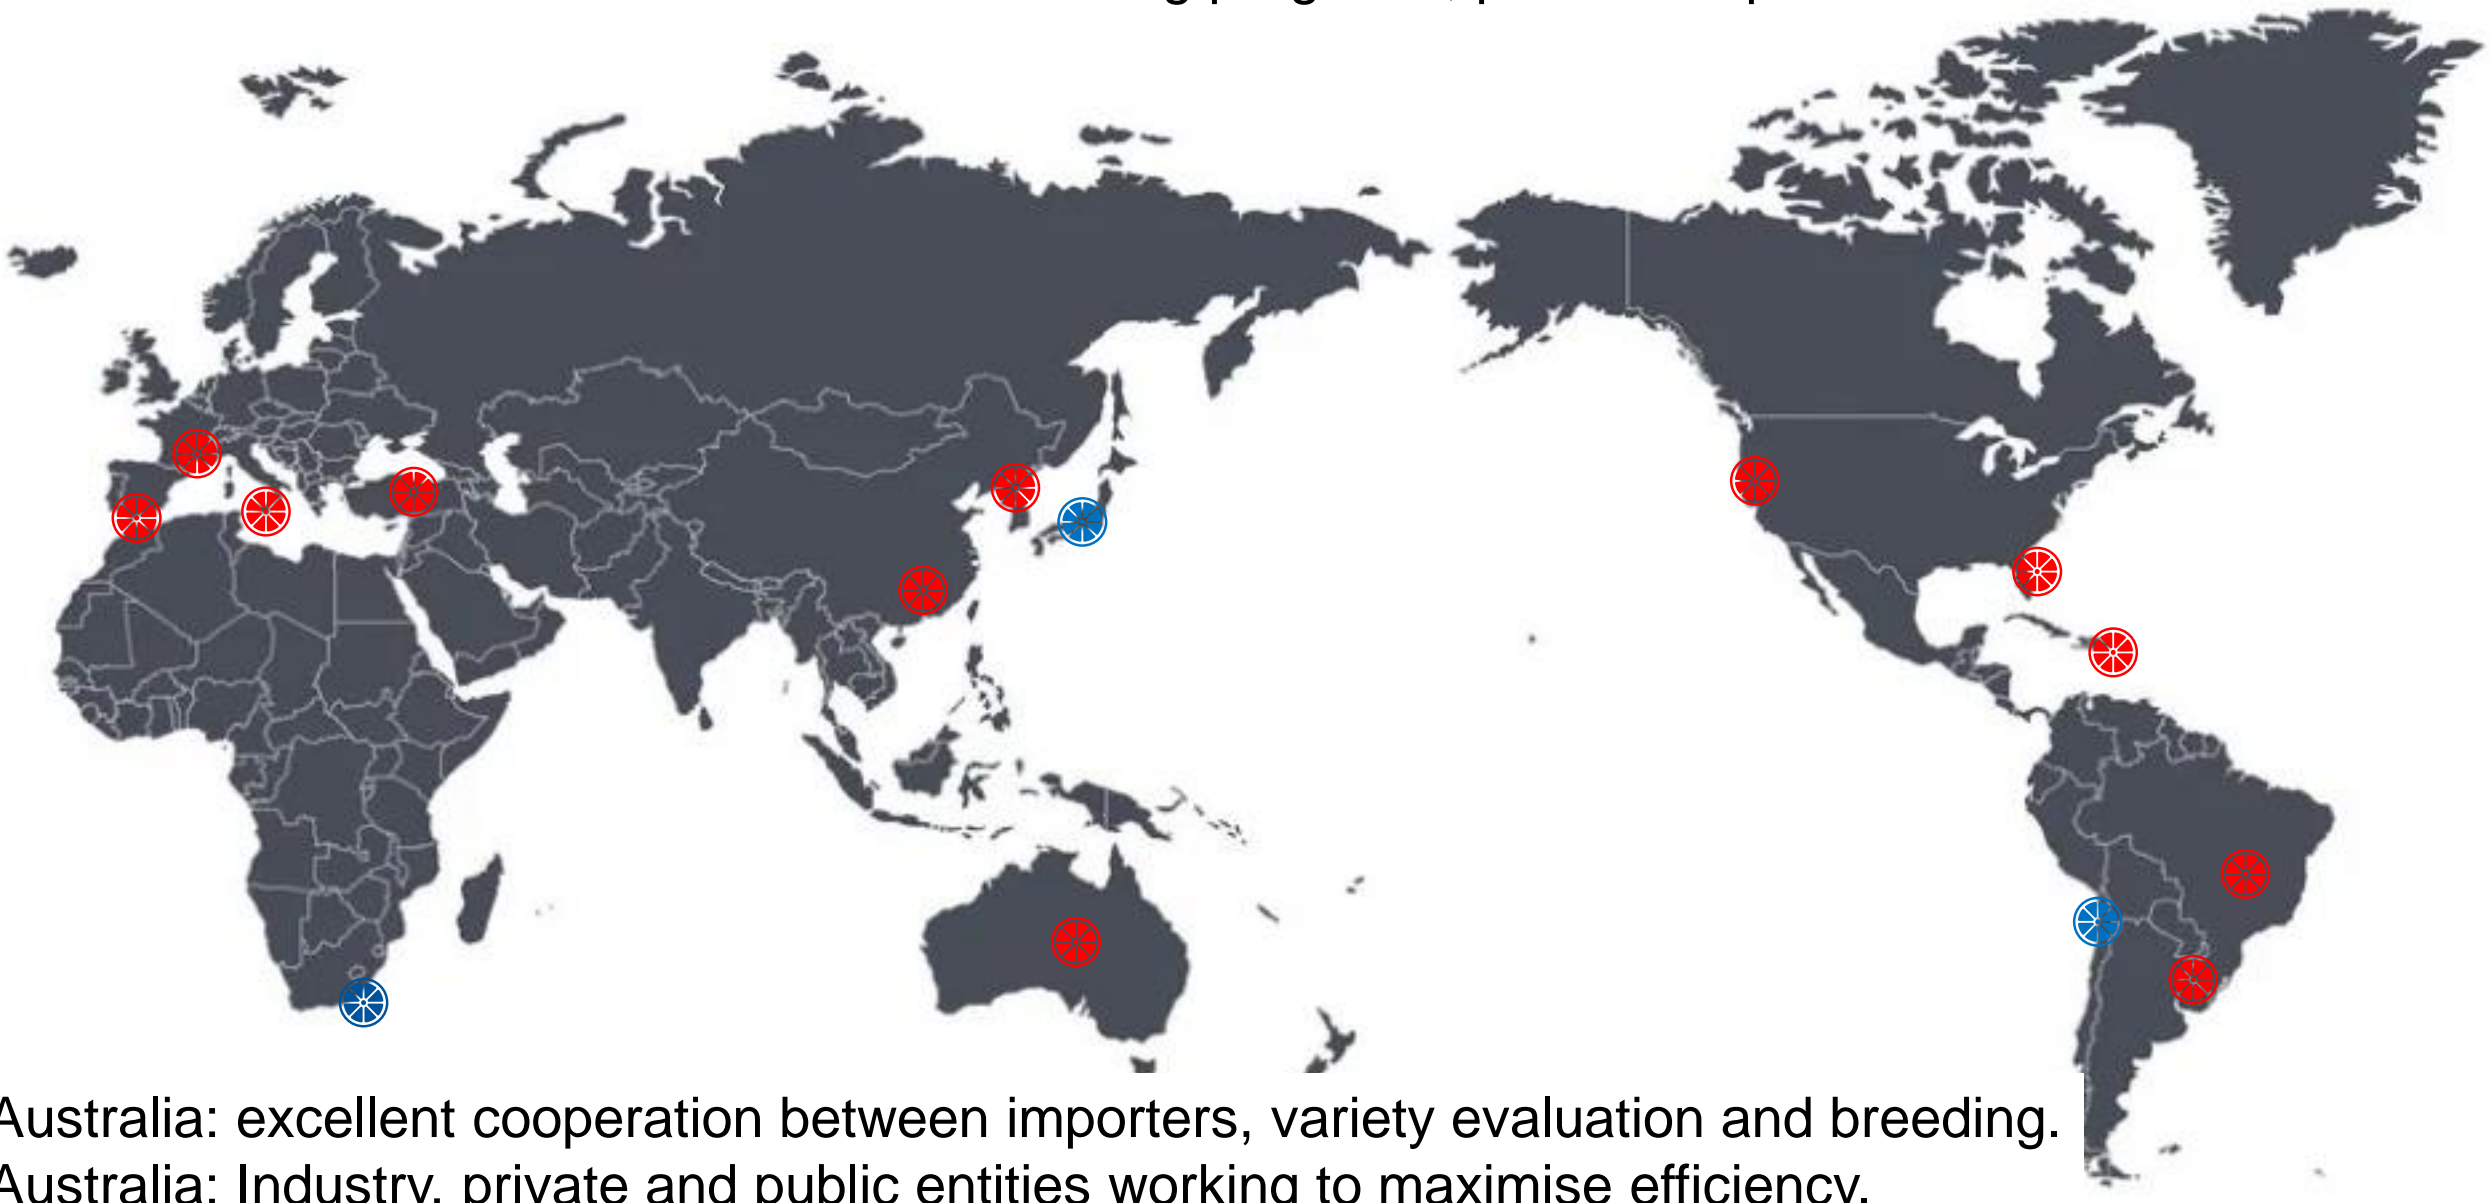 Australia: excellent cooperation between importers, variety evaluation and breeding.
Australia: Industry, private and public entities working to maximise efficiency.